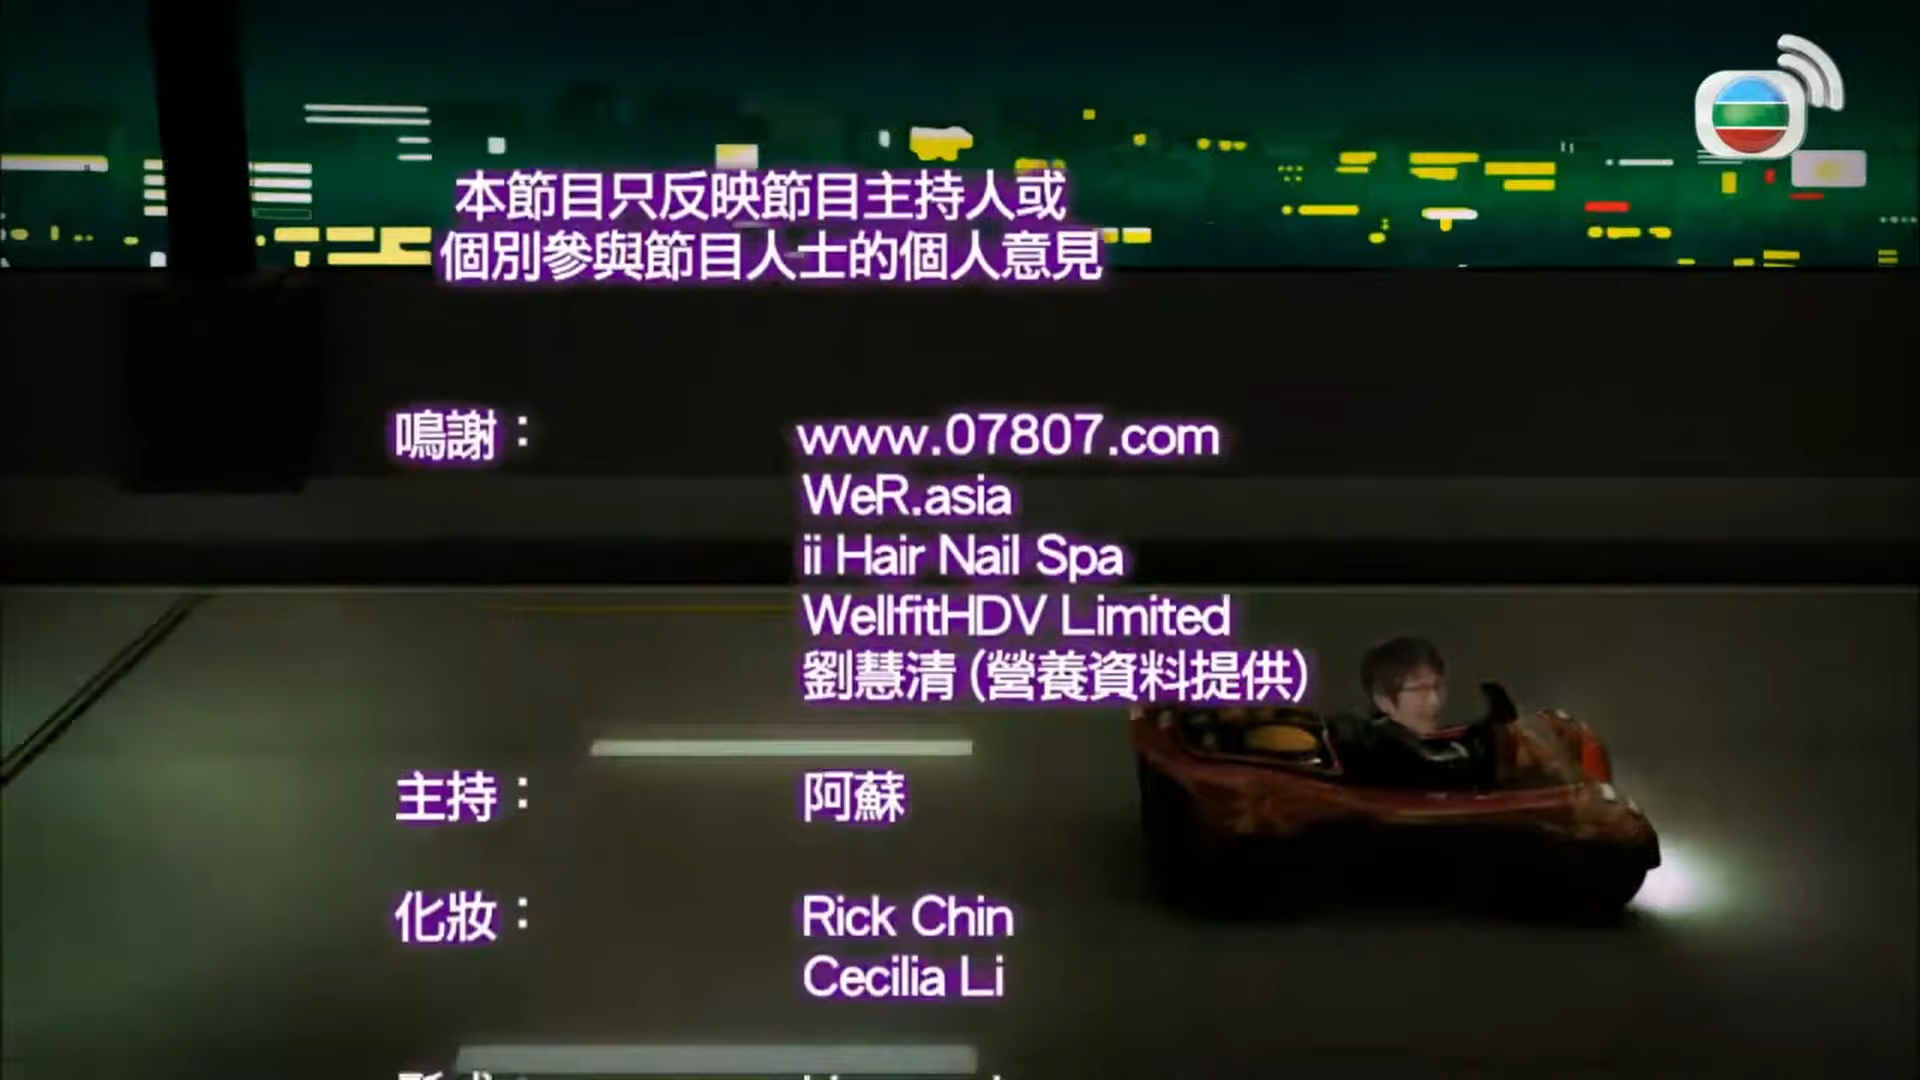 本節目只反映節目主持人或
個別參與節目人士的個人意見
鳴謝： www.07807.com
WeR.asia
ii Hair Nail Spa
WellfitHDV Limited
劉慧清 (營養資料提供)
主持： 阿蘇
化妝： Rick Chin
Cecilia Li